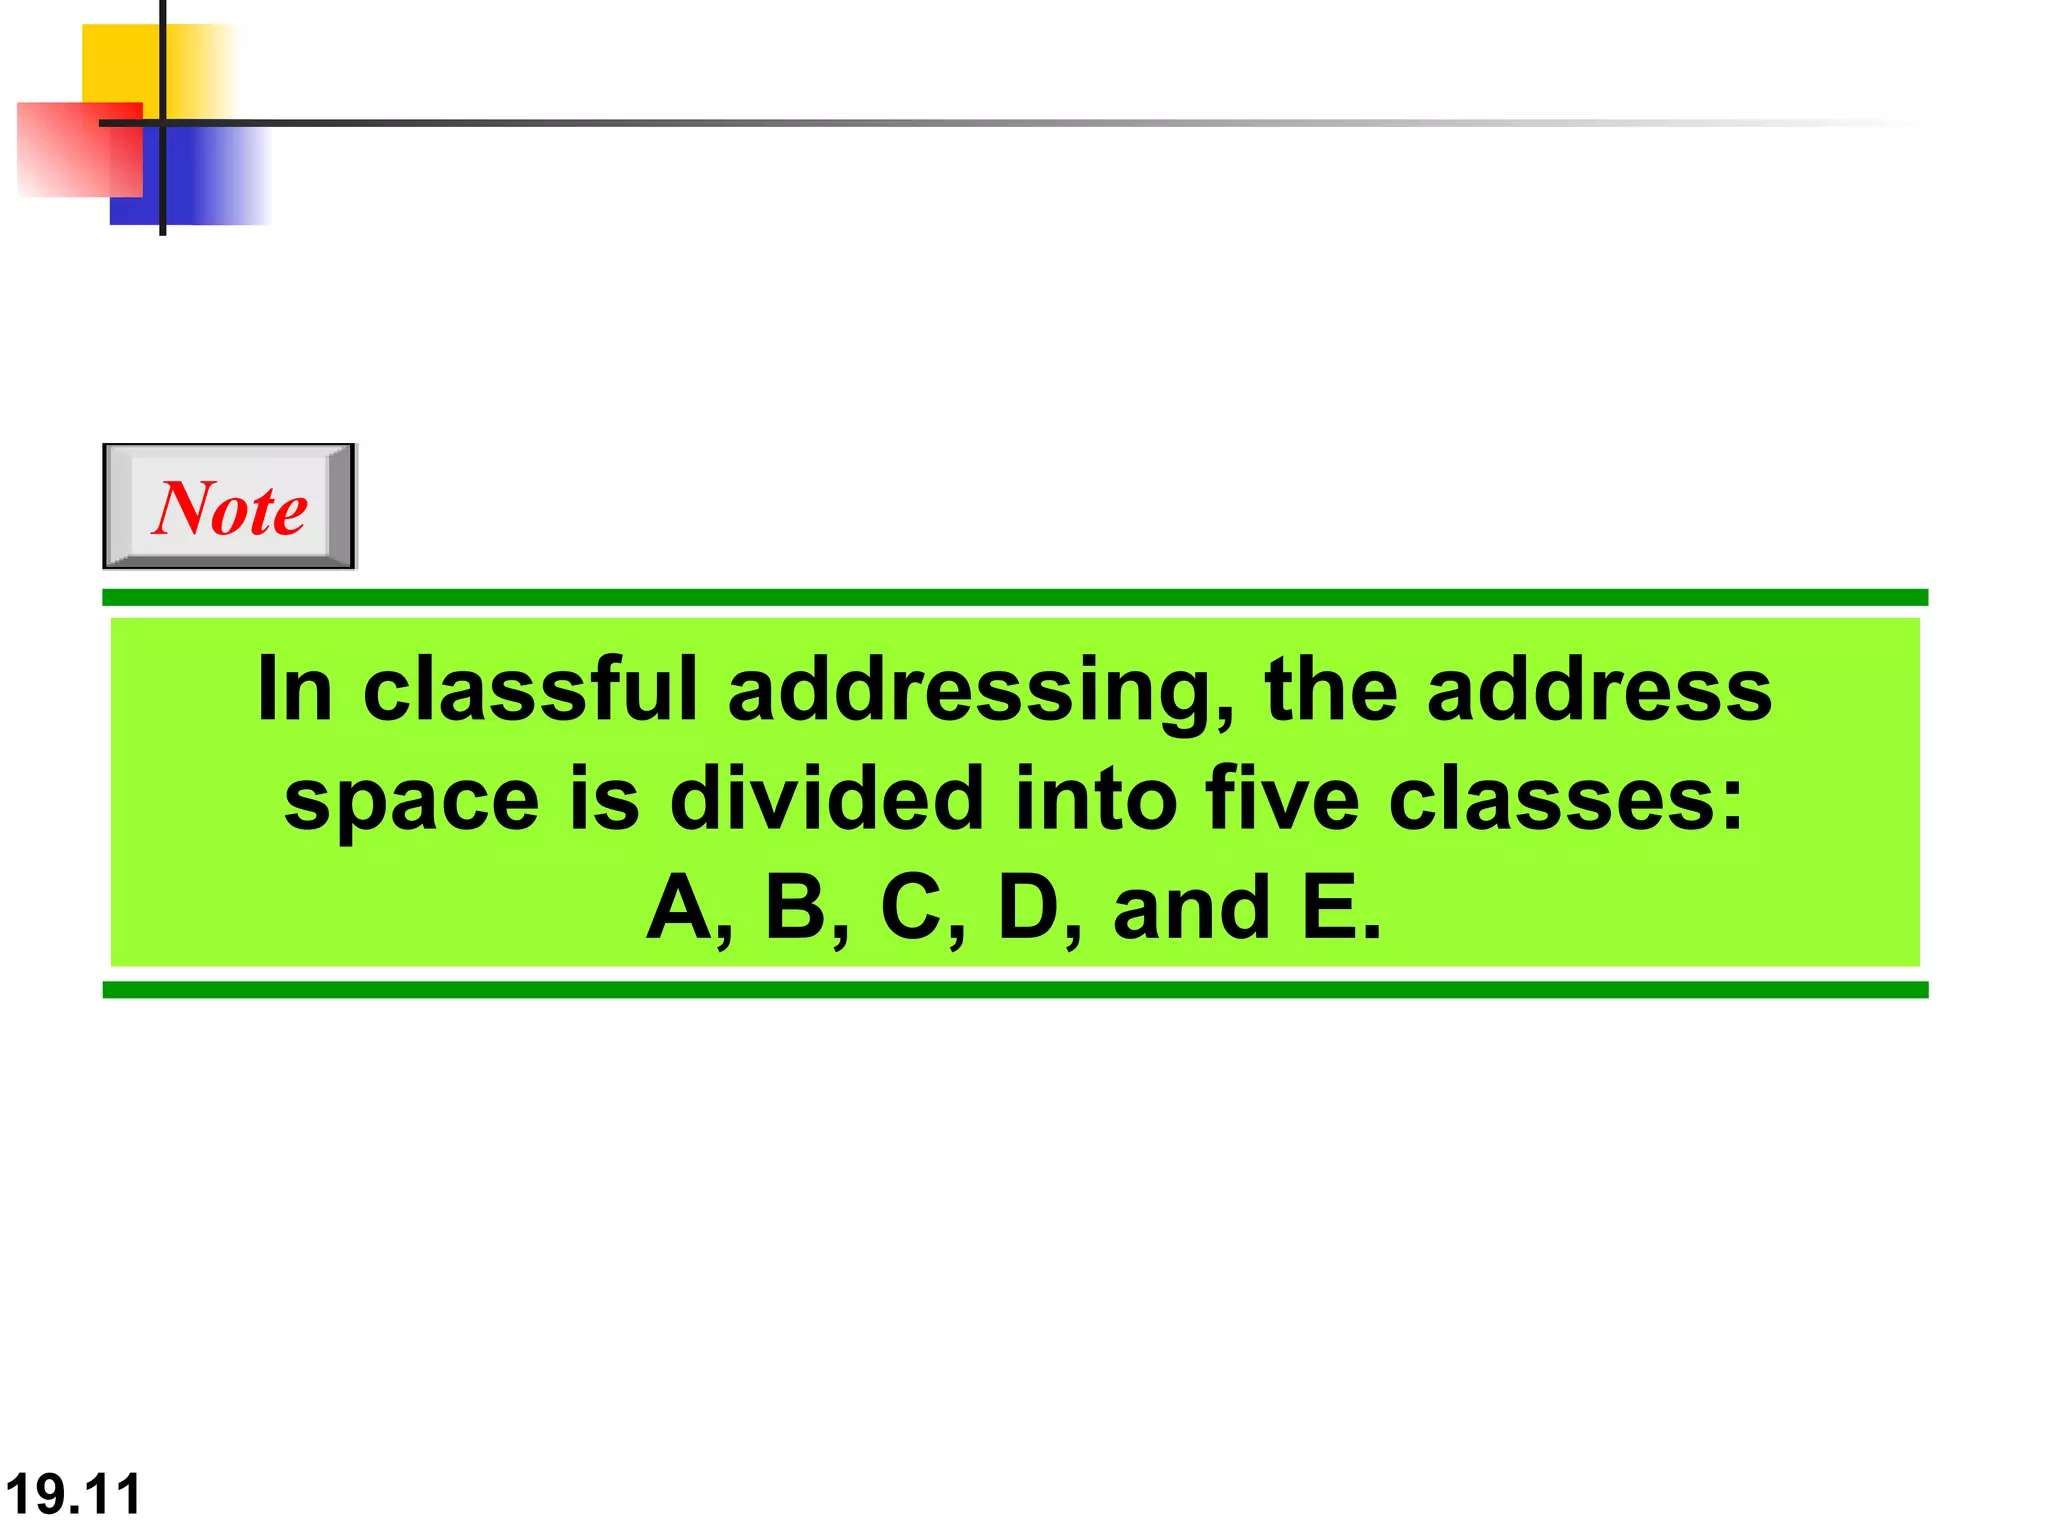 Note
In classful addressing, the address
space is divided into five classes:
A, B, C, D, and E.
19.11